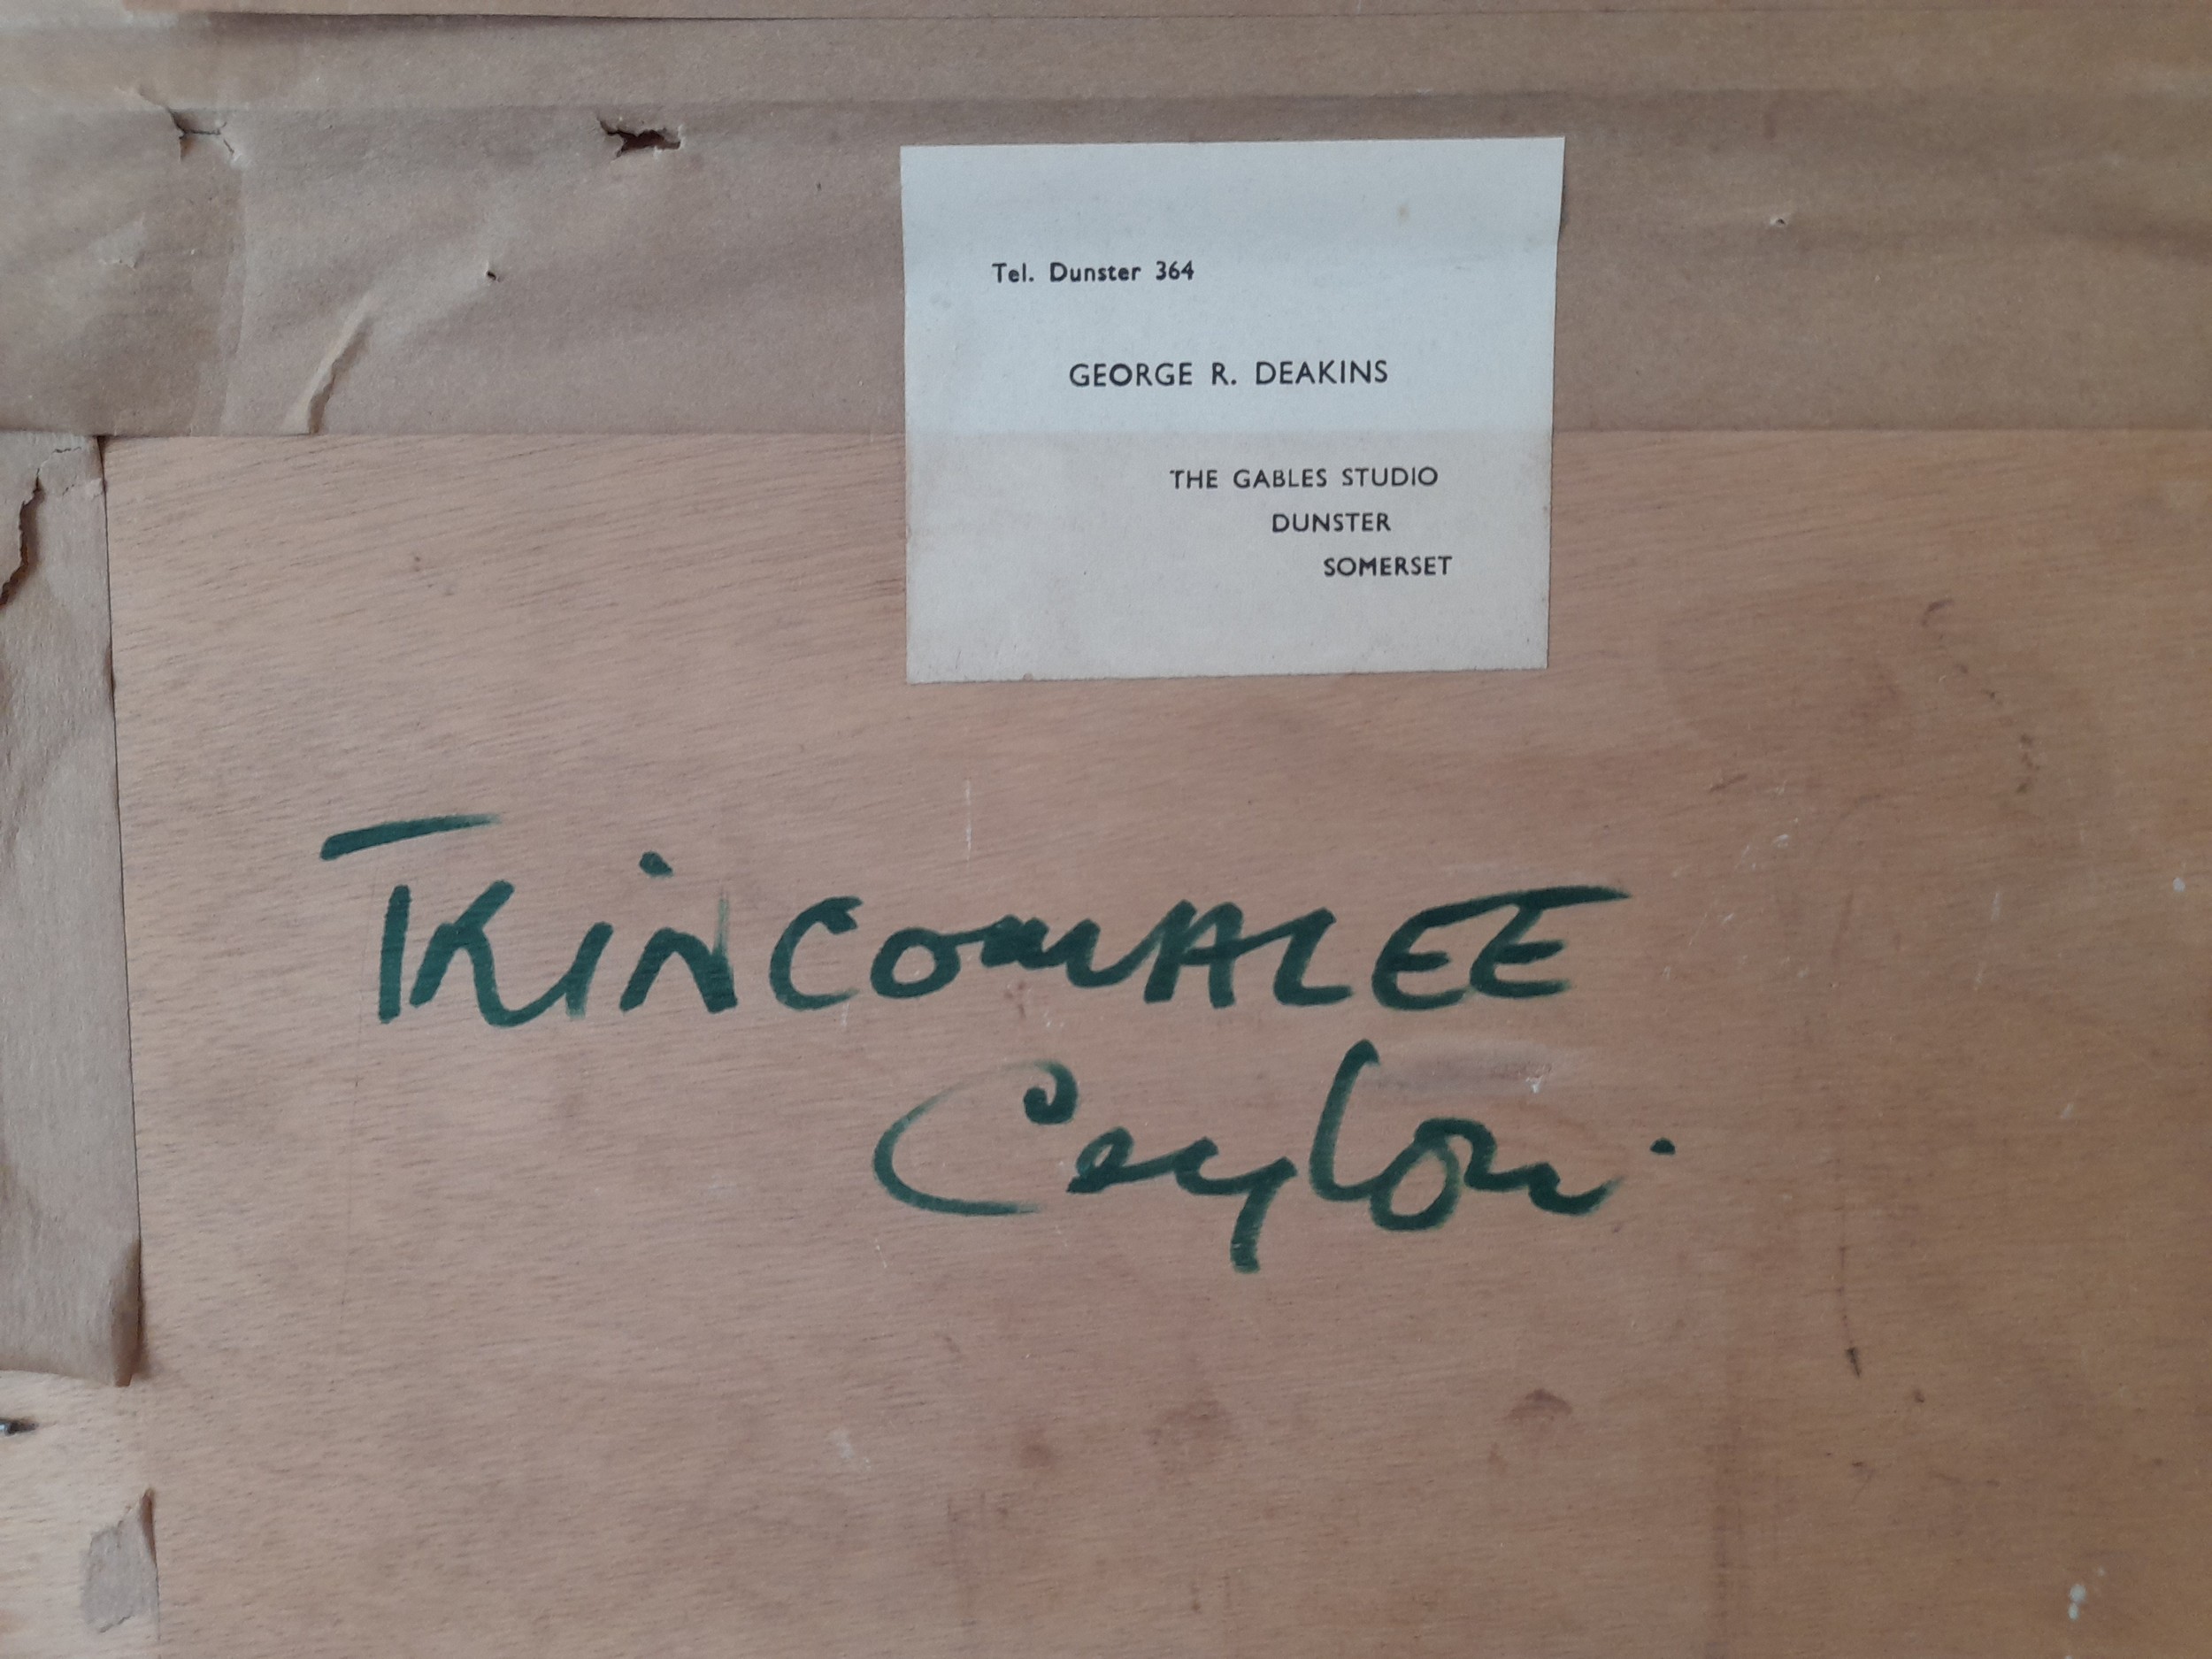 Tel. Dunster 364
GEORGE R. DEAKINS
THE GABLES STUDIO
DUNSTER
SOMERSET
TRiNCOMALEE
Ceylon.